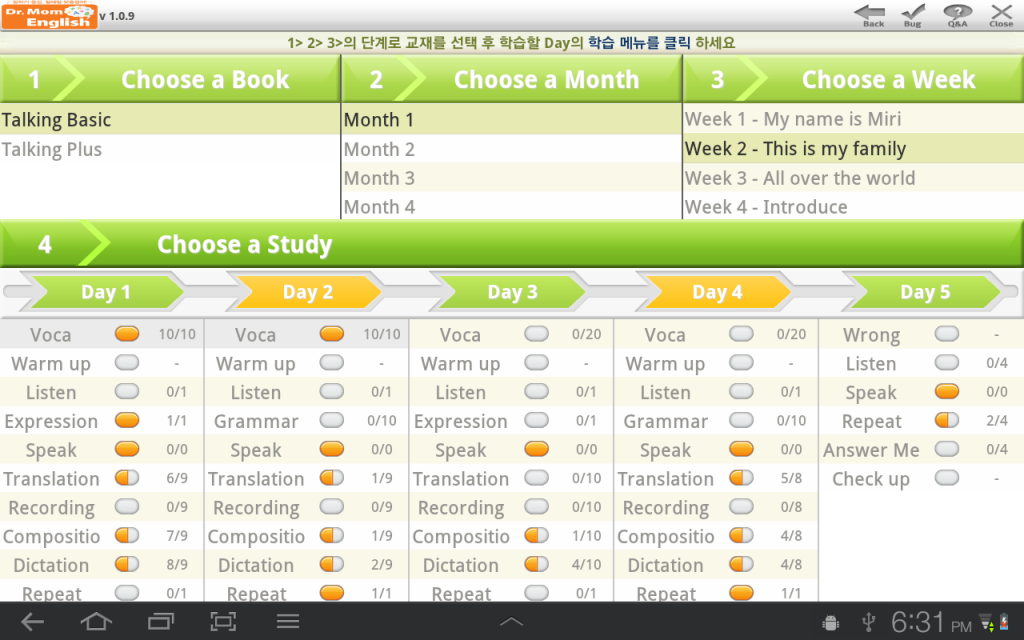 Dr. Mom English v 1.0.9
Back Bug Q&A Close
1> 2> 3>의 단계로 교재를 선택 후 학습할 Day의 학습 메뉴를 클릭 하세요
1 Choose a Book 2 Choose a Month 3 Choose a Week
Talking Basic Month 1 Week 1 - My name is Miri
Talking Plus Month 2 Week 2 - This is my family
Month 3 Week 3 - All over the world
Month 4 Week 4 - Introduce
4 Choose a Study
Day 1 Day 2 Day 3 Day 4 Day 5
Voca 10/10 Voca 10/10 Voca 0/20 Voca 0/20 Wrong -
Warm up - Warm up - Warm up - Warm up - Listen 0/4
Listen 0/1 Listen 0/1 Listen 0/1 Listen 0/1 Speak 0/0
Expression 1/1 Grammar 0/10 Expression 0/1 Grammar 0/10 Repeat 2/4
Speak 0/0 Speak 0/0 Speak 0/0 Speak 0/0 Answer Me 0/4
Translation 6/9 Translation 1/9 Translation 0/10 Translation 5/8 Check up -
Recording 0/9 Recording 0/9 Recording 0/10 Recording 0/8
Compositio 7/9 Compositio 1/9 Compositio 1/10 Compositio 4/8
Dictation 8/9 Dictation 2/9 Dictation 4/10 Dictation 4/8
Repeat 0/1 Repeat 1/1 Repeat 0/1 Repeat 1/1
6:31 PM